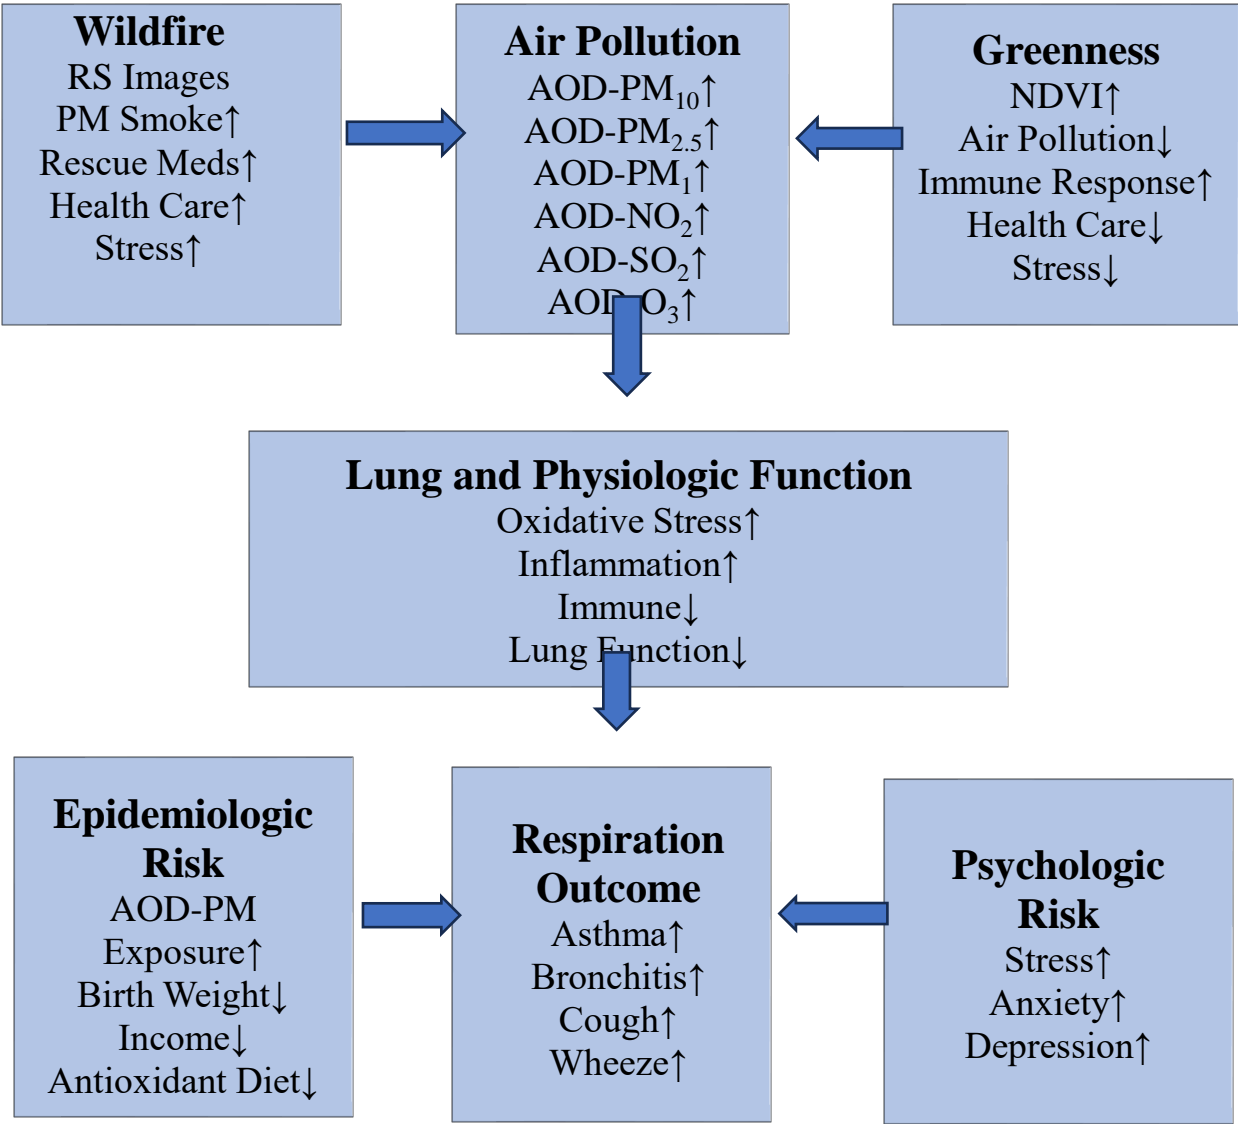 Wildfire
RS Images
PM Smoke↑
Rescue Meds↑
Health Care↑
Stress↑
Air Pollution
AOD-PM₁₀↑
AOD-PM₂.₅↑
AOD-PM₁↑
AOD-NO₂↑
AOD-SO₂↑
AOD-O₃↑
Greenness
NDVI↑
Air Pollution↓
Immune Response↑
Health Care↓
Stress↓
Lung and Physiologic Function
Oxidative Stress↑
Inflammation↑
Immune↓
Lung Function↓
Epidemiologic
Risk
AOD-PM
Exposure↑
Birth Weight↓
Income↓
Antioxidant Diet↓
Respiration
Outcome
Asthma↑
Bronchitis↑
Cough↑
Wheeze↑
Psychologic
Risk
Stress↑
Anxiety↑
Depression↑